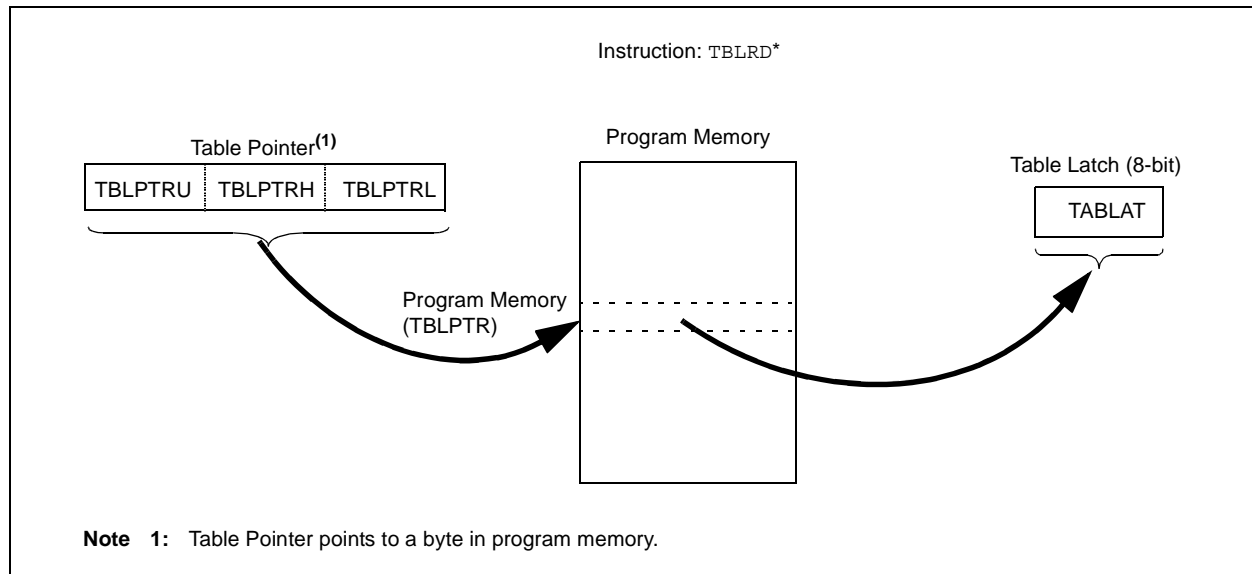 Instruction: TBLRD*
Table Pointer(1)
TBLPTRU TBLPTRH TBLPTRL
Program Memory
(TBLPTR)
Program Memory
Table Latch (8-bit)
TABLAT
Note 1: Table Pointer points to a byte in program memory.